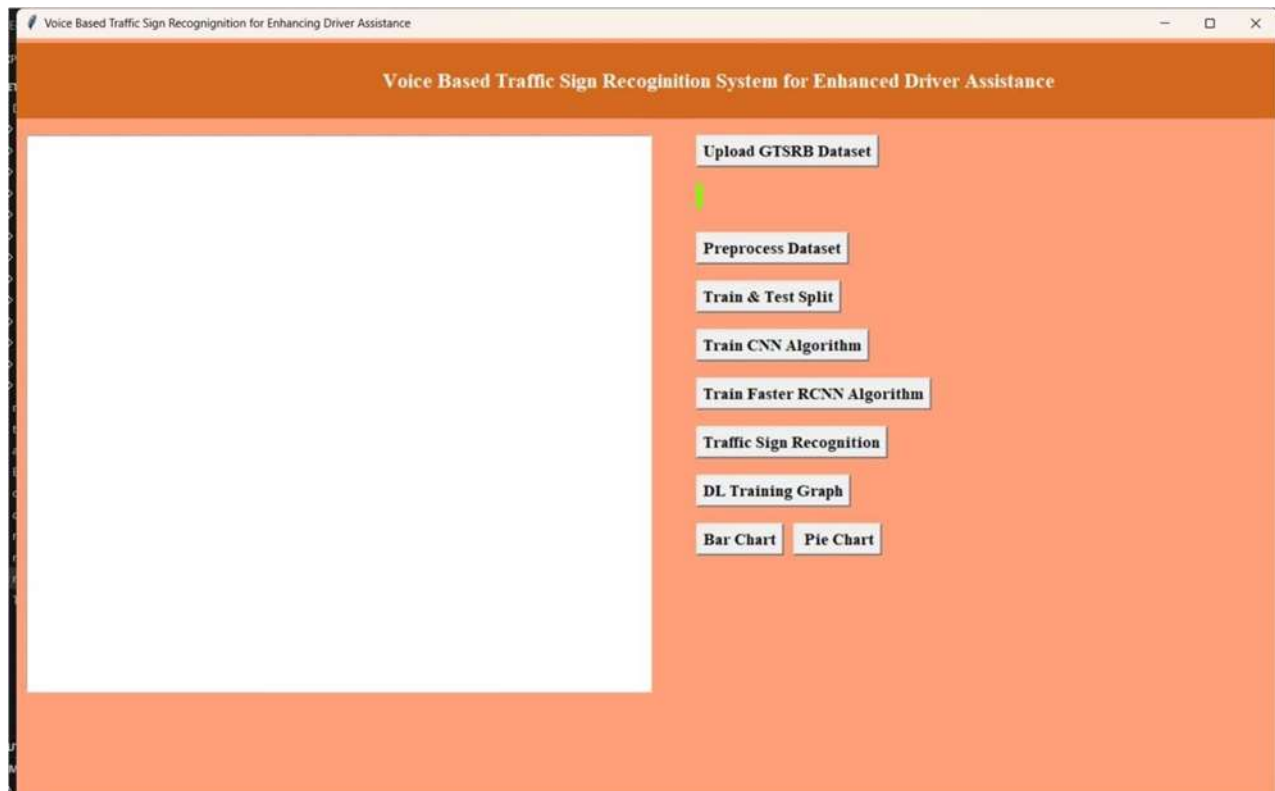 Voice Based Traffic Sign Recognignition for Enhancing Driver Assistance
Voice Based Traffic Sign Recoginition System for Enhanced Driver Assistance
Upload GTSRB Dataset
Preprocess Dataset
Train & Test Split
Train CNN Algorithm
Train Faster RCNN Algorithm
Traffic Sign Recognition
DL Training Graph
Bar Chart Pie Chart